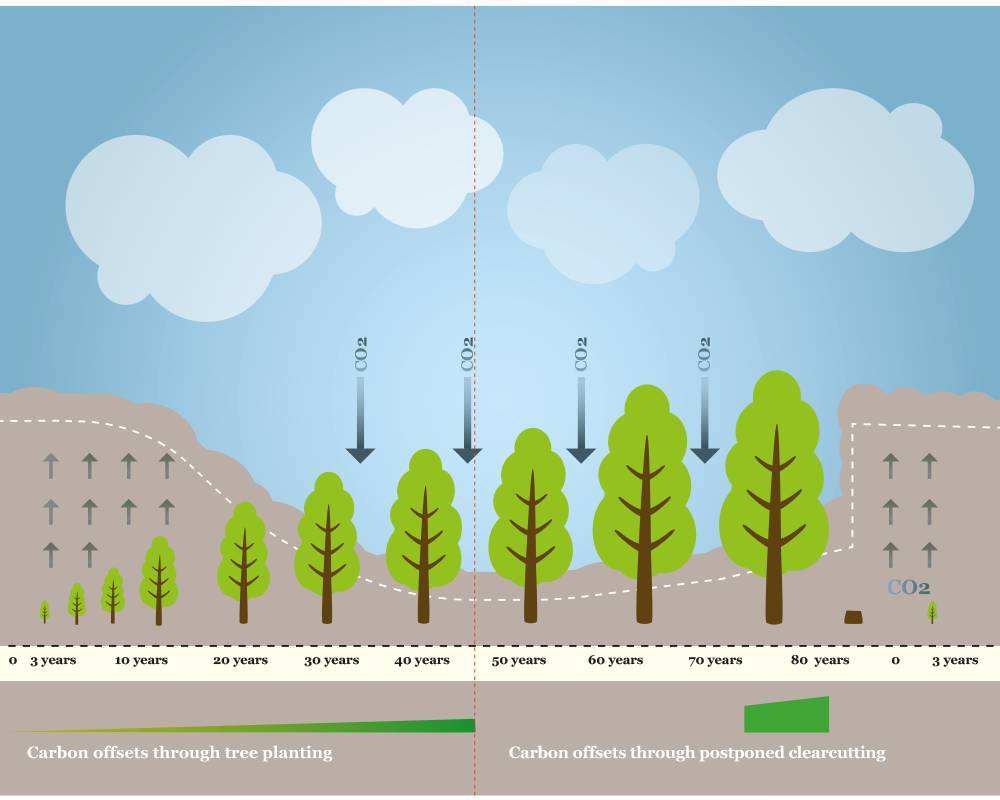 CO2
CO2
CO2
CO2
CO2
0 3 years 10 years 20 years 30 years 40 years 50 years 60 years 70 years 80 years 0 3 years
Carbon offsets through tree planting
Carbon offsets through postponed clearcutting